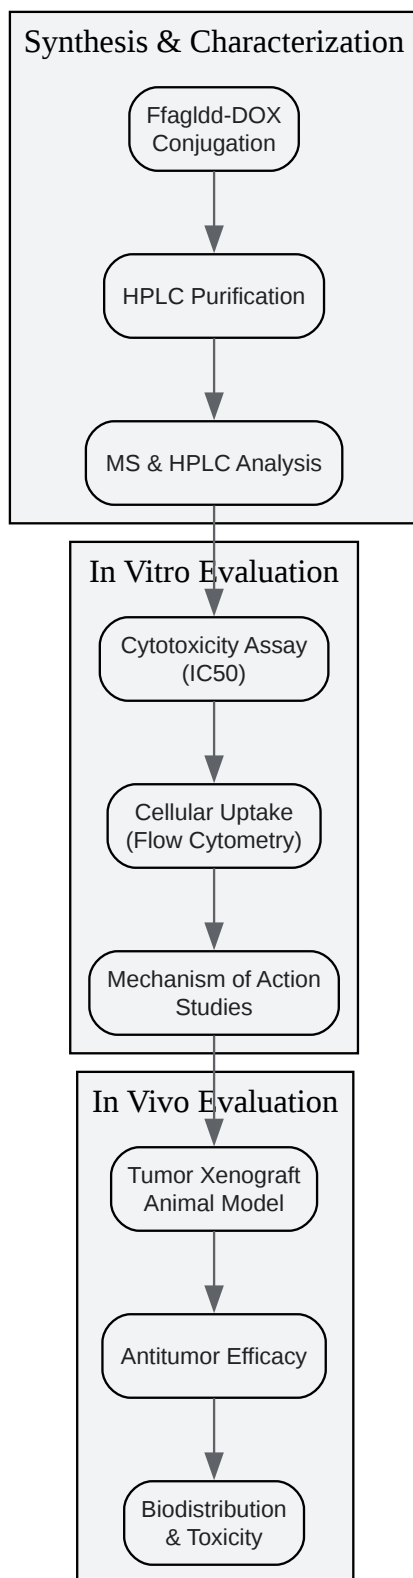 Synthesis & Characterization
Ffagldd-DOX
Conjugation
HPLC Purification
MS & HPLC Analysis
In Vitro Evaluation
Cytotoxicity Assay
(IC50)
Cellular Uptake
(Flow Cytometry)
Mechanism of Action
Studies
In Vivo Evaluation
Tumor Xenograft
Animal Model
Antitumor Efficacy
Biodistribution
& Toxicity